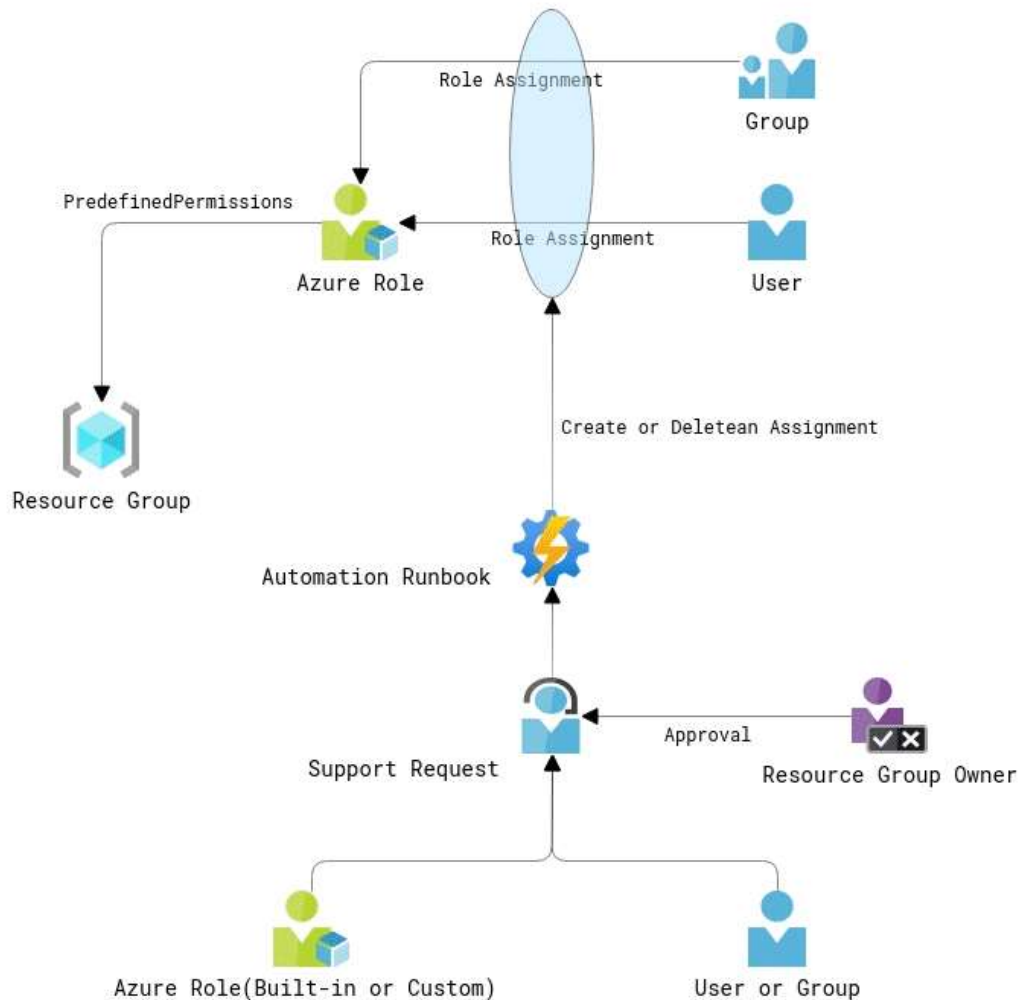 Role Assignment
Group
PredefinedPermissions
Role Assignment
Azure Role
User
Create or Deletean Assignment
Resource Group
Automation Runbook
Approval
Support Request
Resource Group Owner
Azure Role(Built-in or Custom)
User or Group